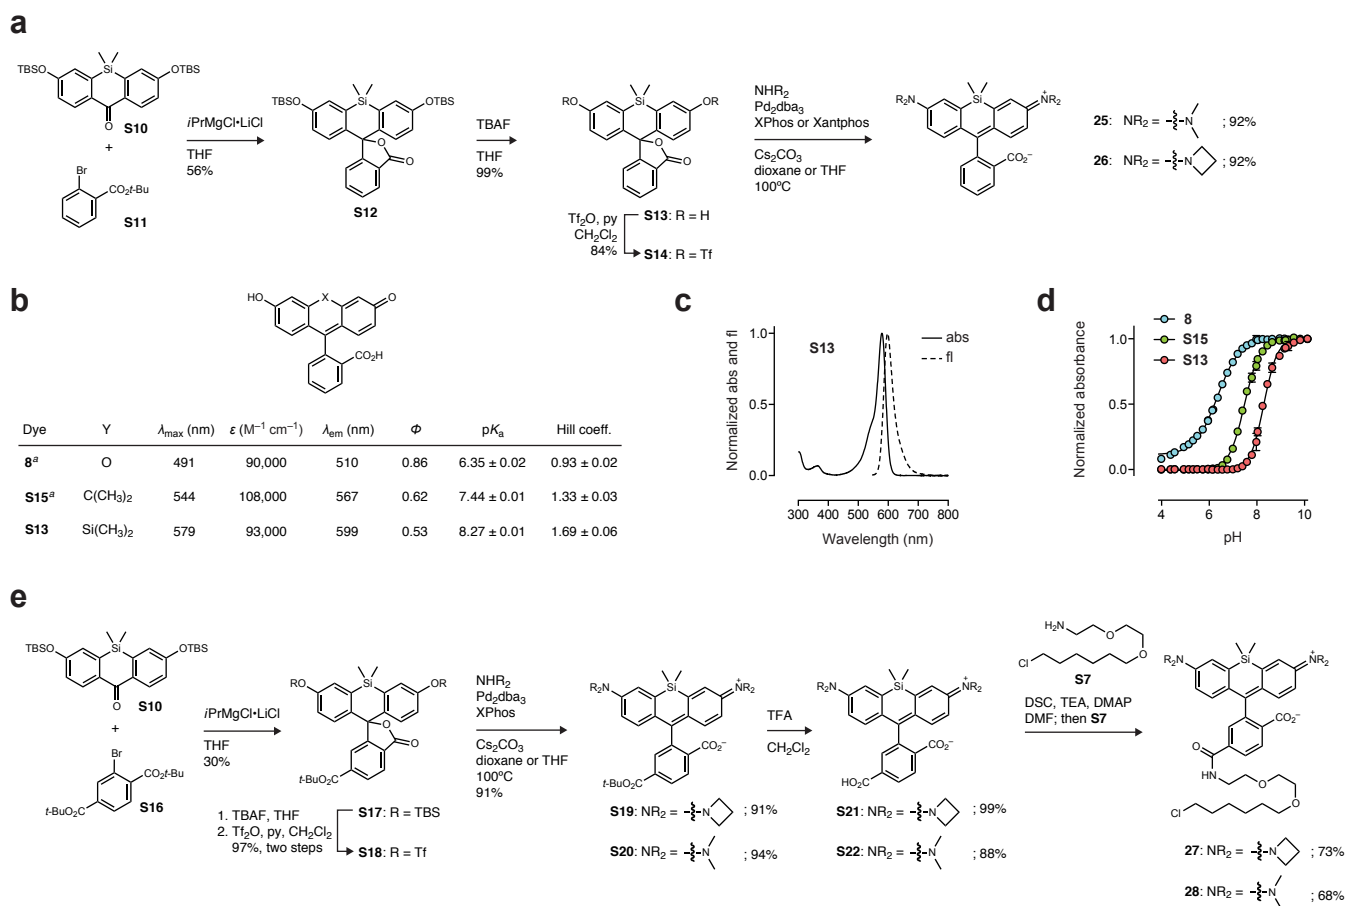 a
TBSO
Si
OTBS
O
S10
+
Br
CO₂t-Bu
S11
iPrMgCl•LiCl
THF
56%
TBSO
Si
OTBS
O
O
S12
TBAF
THF
99%
RO
Si
OR
O
O
Tf₂O, py
CH₂Cl₂
84%
S13: R = H
S14: R = Tf
NHR₂
Pd₂dba₃
XPhos or Xantphos
Cs₂CO₃
dioxane or THF
100ºC
R₂N
Si
N⁺R₂
CO₂⁻
25: NR₂ = N ; 92%
26: NR₂ = N ; 92%
b
HO
X
O
CO₂H
Dye Y λmax (nm) ε (M⁻¹ cm⁻¹) λem (nm) Φ pKa Hill coeff.
8ᵃ O 491 90,000 510 0.86 6.35 ± 0.02 0.93 ± 0.02
S15ᵃ C(CH₃)₂ 544 108,000 567 0.62 7.44 ± 0.01 1.33 ± 0.03
S13 Si(CH₃)₂ 579 93,000 599 0.53 8.27 ± 0.01 1.69 ± 0.06
c
Normalized abs and fl
1.0
0.5
0.0
S13
abs
fl
300 400 500 600 700 800
Wavelength (nm)
d
8
S15
S13
Normalized absorbance
1.0
0.5
0.0
4 6 8 10
pH
e
TBSO
Si
OTBS
O
S10
+
Br
CO₂t-Bu
t-BuO₂C
S16
iPrMgCl•LiCl
THF
30%
RO
Si
OR
O
O
t-BuO₂C
1. TBAF, THF
2. Tf₂O, py, CH₂Cl₂
97%, two steps
S17: R = TBS
S18: R = Tf
NHR₂
Pd₂dba₃
XPhos
Cs₂CO₃
dioxane or THF
100ºC
91%
R₂N
Si
N⁺R₂
CO₂⁻
t-BuO₂C
S19: NR₂ = N ; 91%
S20: NR₂ = N ; 94%
TFA
CH₂Cl₂
R₂N
Si
N⁺R₂
CO₂⁻
HO₂C
S21: NR₂ = N ; 99%
S22: NR₂ = N ; 88%
H₂N
O
O
Cl
S7
DSC, TEA, DMAP
DMF; then S7
R₂N
Si
N⁺R₂
CO₂⁻
O
HN
O
O
Cl
27: NR₂ = N ; 73%
28: NR₂ = N ; 68%